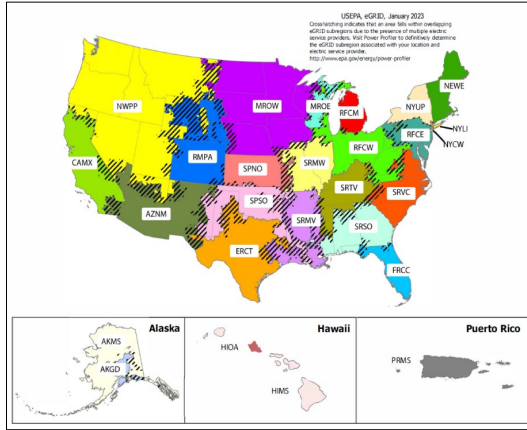 USEPA, eGRID, January 2023
Crosshatching indicates that an area falls within overlapping
eGRID subregions due to the presence of multiple electric
service providers. Visit Power Profiler to definitively determine
the eGRID subregion associated with your location and
electric service provider.
http://www.epa.gov/energy/power-profiler
NEWE
NWPP
MROW
MROE
NYUP
RFCM
NYLI
RFCE
NYCW
RFCW
CAMX
RMPA
SRMW
SPNO
SRTV
SRVC
SPSO
AZNM
SRMV
SRSO
ERCT
FRCC
Alaska
AKMS
AKGD
Hawaii
HIOA
HIMS
Puerto Rico
PRMS